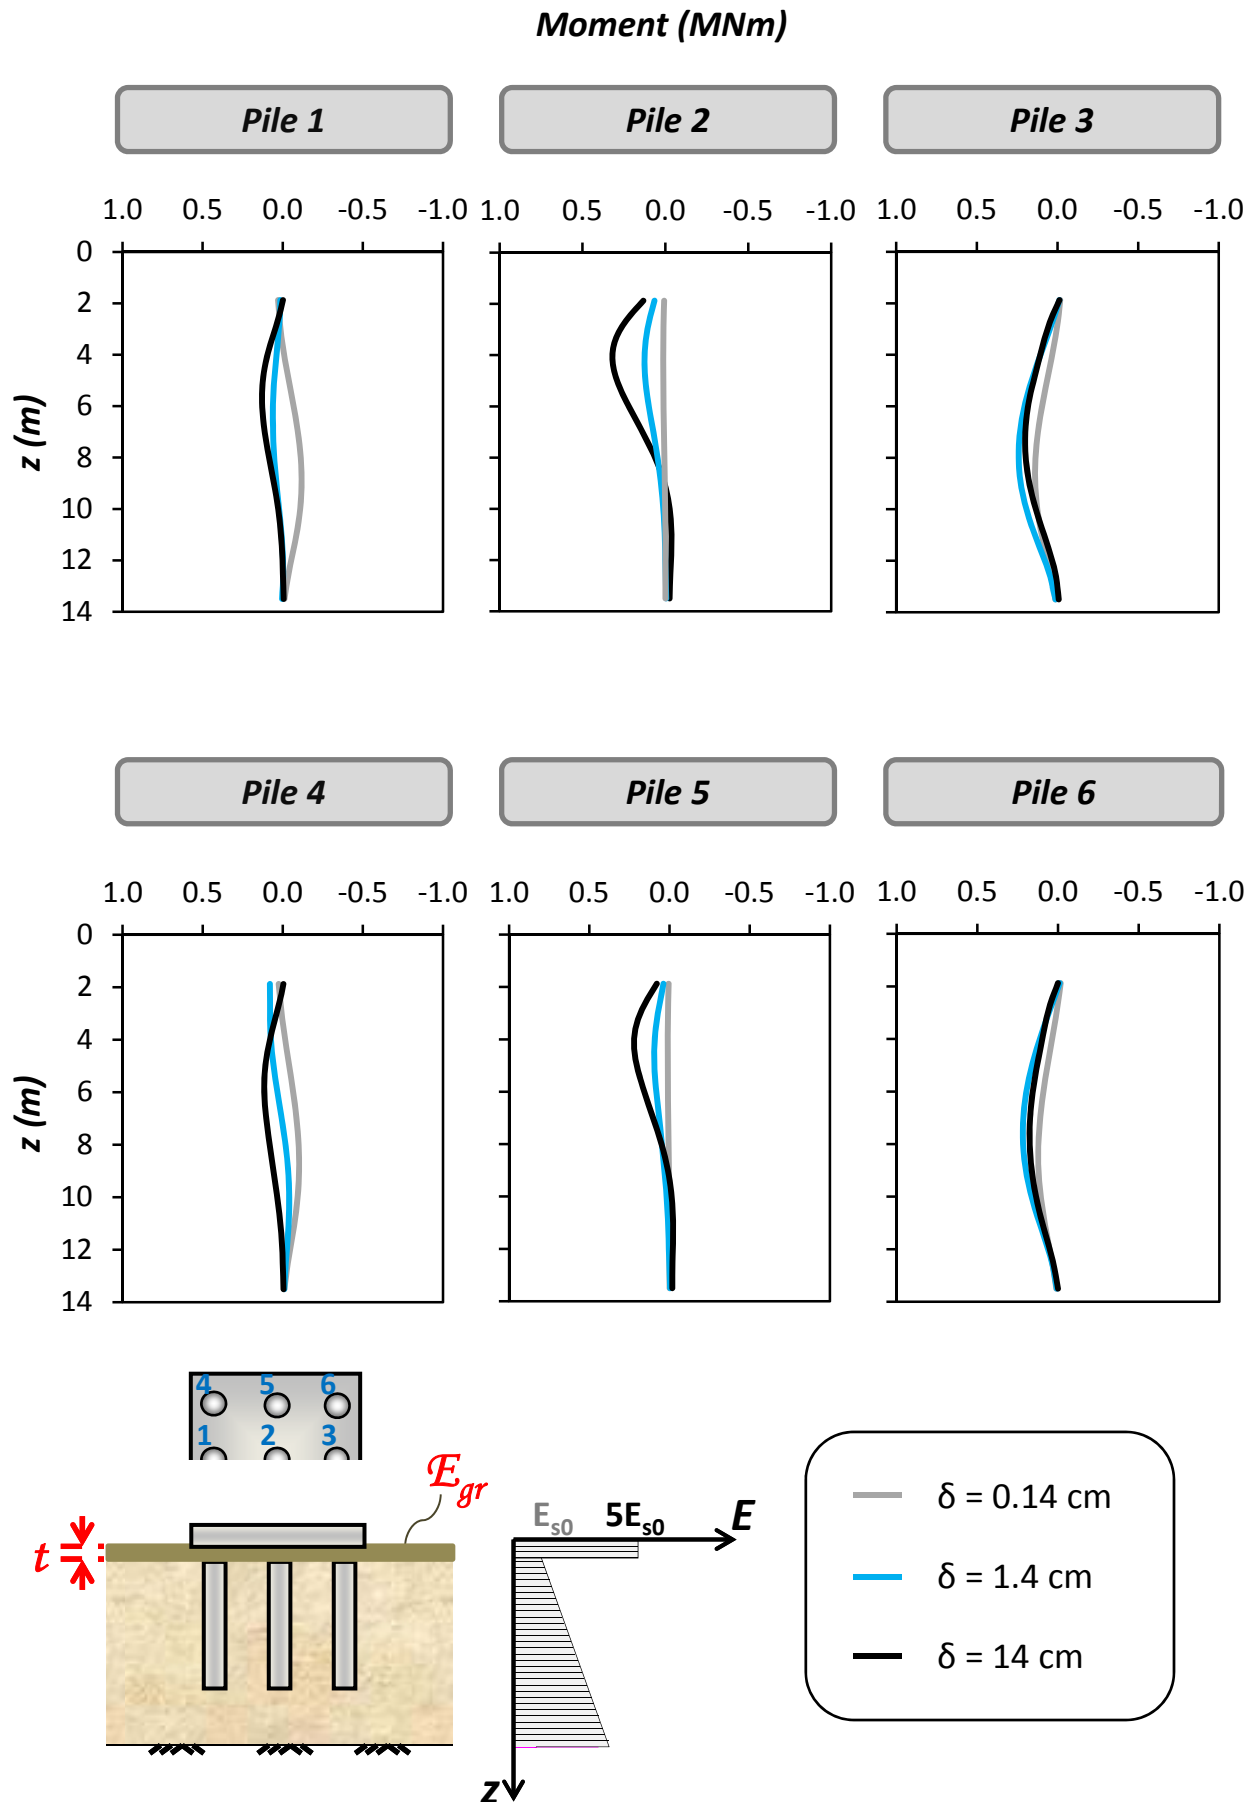 Moment (MNm)
Pile 1 Pile 2 Pile 3
1.0 0.5 0.0 -0.5 -1.0 1.0 0.5 0.0 -0.5 -1.0 1.0 0.5 0.0 -0.5 -1.0
0
2
4
6
8
10
12
14
z (m)
Pile 4 Pile 5 Pile 6
1.0 0.5 0.0 -0.5 -1.0 1.0 0.5 0.0 -0.5 -1.0 1.0 0.5 0.0 -0.5 -1.0
0
2
4
6
8
10
12
14
z (m)
4 5 6
1 2 3
E_gr
t
E_s0 5E_s0 E
z
δ = 0.14 cm
δ = 1.4 cm
δ = 14 cm